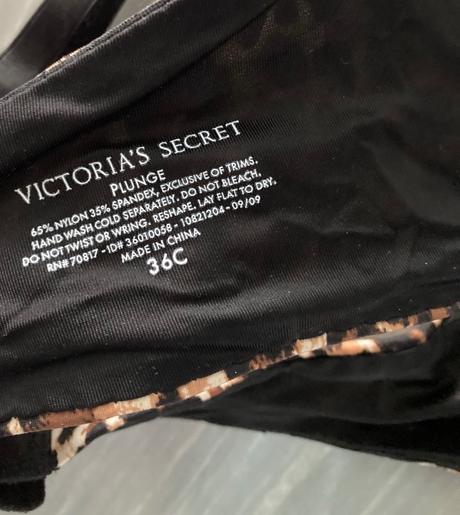 VICTORIA'S SECRET
PLUNGE
65% NYLON 35% SPANDEX, EXCLUSIVE OF TRIMS.
HAND WASH COLD SEPARATELY. DO NOT BLEACH.
DO NOT TWIST OR WRING. RESHAPE. LAY FLAT TO DRY.
RN# 70817 - ID# 36010058 - 10821204 - 09/09
MADE IN CHINA
36C